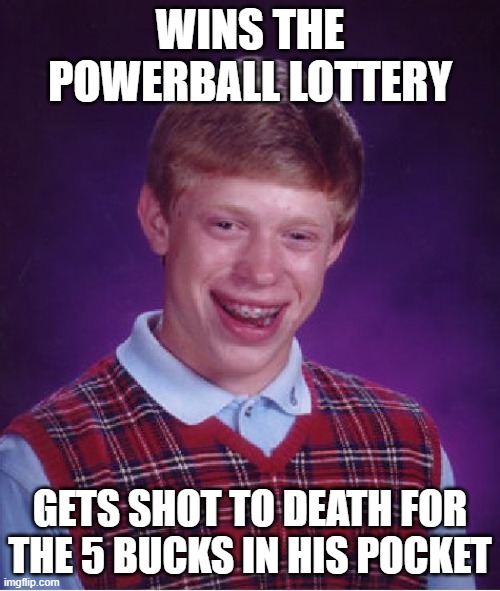 WINS THE
POWERBALL LOTTERY
GETS SHOT TO DEATH FOR
THE 5 BUCKS IN HIS POCKET
imgflip.com